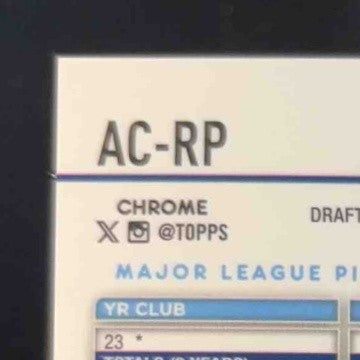 AC-RP
CHROME
DRAFT
X @TOPPS
MAJOR LEAGUE PI
YR CLUB
23 *